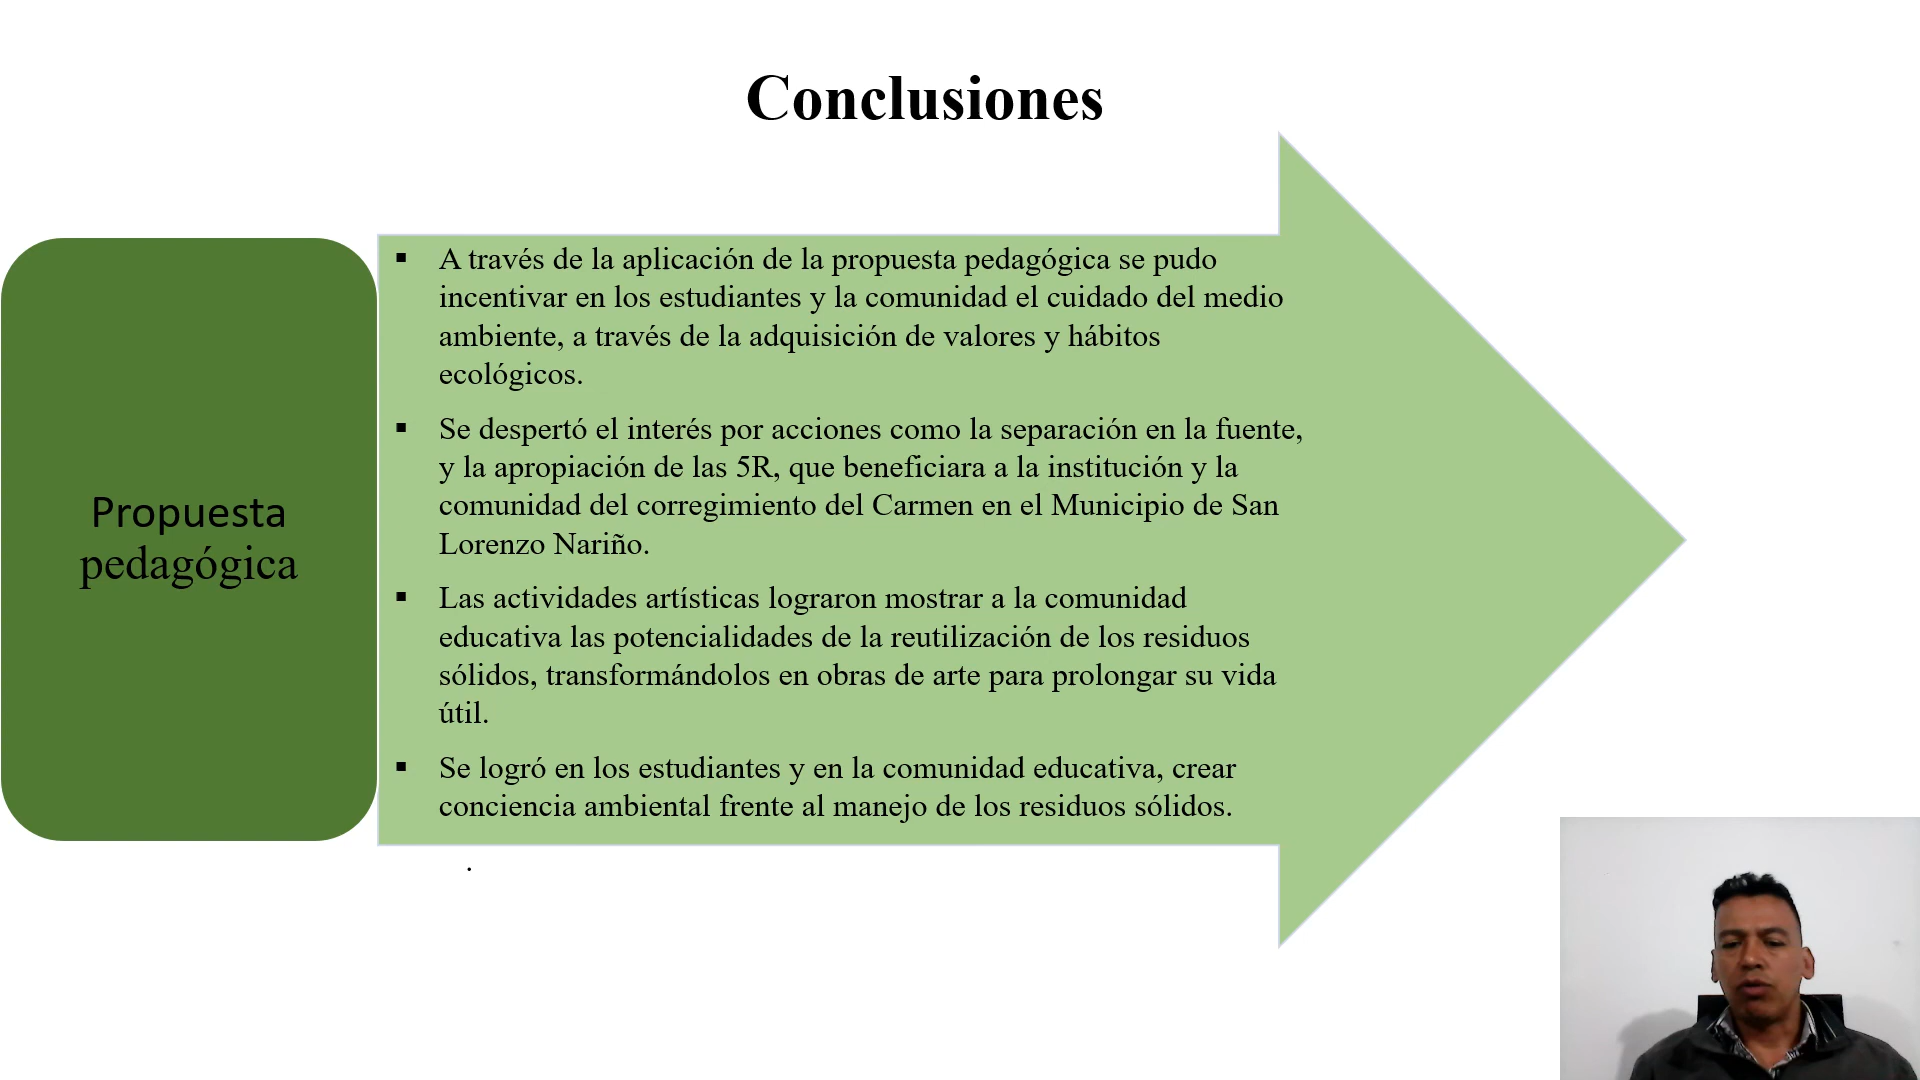 Conclusiones
Propuesta
pedagógica
▪ A través de la aplicación de la propuesta pedagógica se pudo
incentivar en los estudiantes y la comunidad el cuidado del medio
ambiente, a través de la adquisición de valores y hábitos
ecológicos.
▪ Se despertó el interés por acciones como la separación en la fuente,
y la apropiación de las 5R, que beneficiara a la institución y la
comunidad del corregimiento del Carmen en el Municipio de San
Lorenzo Nariño.
▪ Las actividades artísticas lograron mostrar a la comunidad
educativa las potencialidades de la reutilización de los residuos
sólidos, transformándolos en obras de arte para prolongar su vida
útil.
▪ Se logró en los estudiantes y en la comunidad educativa, crear
conciencia ambiental frente al manejo de los residuos sólidos.
.